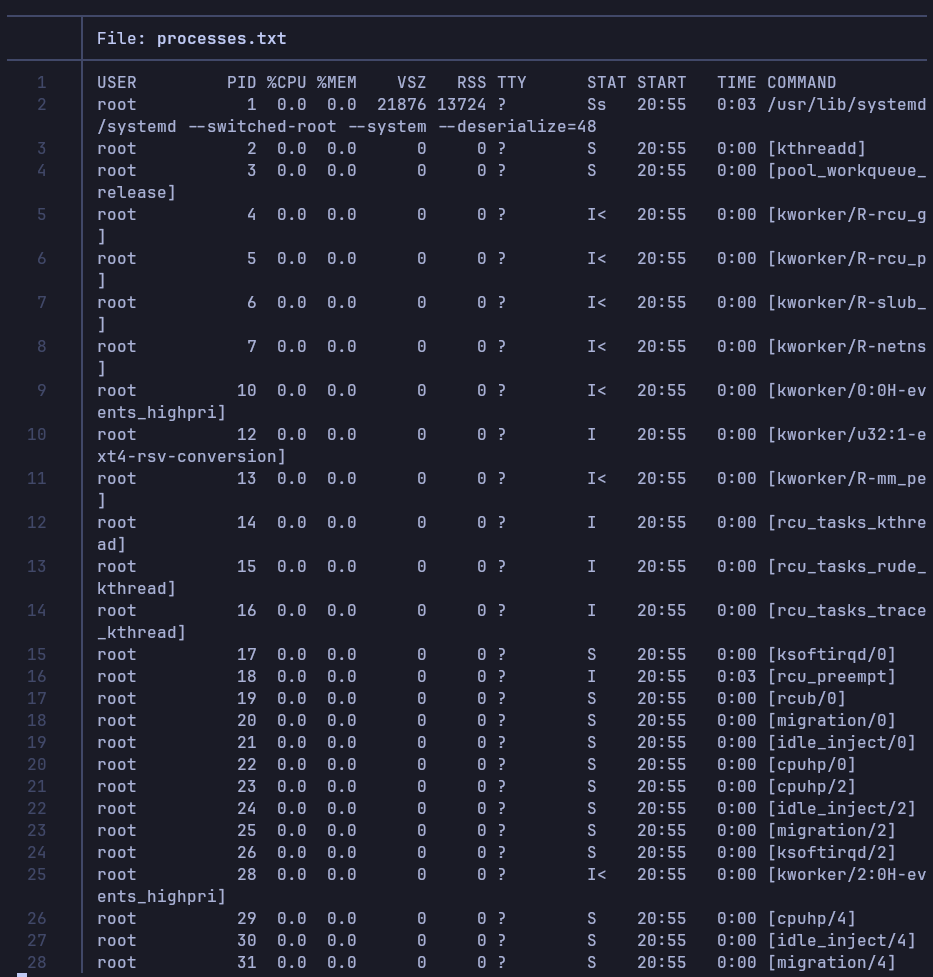 File: processes.txt
1 USER         PID %CPU %MEM    VSZ   RSS TTY      STAT START   TIME COMMAND
2 root           1  0.0  0.0  21876 13724 ?        Ss   20:55   0:03 /usr/lib/systemd
/systemd --switched-root --system --deserialize=48
3 root           2  0.0  0.0      0     0 ?        S    20:55   0:00 [kthreadd]
4 root           3  0.0  0.0      0     0 ?        S    20:55   0:00 [pool_workqueue_
release]
5 root           4  0.0  0.0      0     0 ?        I<   20:55   0:00 [kworker/R-rcu_g
]
6 root           5  0.0  0.0      0     0 ?        I<   20:55   0:00 [kworker/R-rcu_p
]
7 root           6  0.0  0.0      0     0 ?        I<   20:55   0:00 [kworker/R-slub_
]
8 root           7  0.0  0.0      0     0 ?        I<   20:55   0:00 [kworker/R-netns
]
9 root          10  0.0  0.0      0     0 ?        I<   20:55   0:00 [kworker/0:0H-ev
ents_highpri]
10 root          12  0.0  0.0      0     0 ?        I    20:55   0:00 [kworker/u32:1-e
xt4-rsv-conversion]
11 root          13  0.0  0.0      0     0 ?        I<   20:55   0:00 [kworker/R-mm_pe
]
12 root          14  0.0  0.0      0     0 ?        I    20:55   0:00 [rcu_tasks_kthre
ad]
13 root          15  0.0  0.0      0     0 ?        I    20:55   0:00 [rcu_tasks_rude_
kthread]
14 root          16  0.0  0.0      0     0 ?        I    20:55   0:00 [rcu_tasks_trace
_kthread]
15 root          17  0.0  0.0      0     0 ?        S    20:55   0:00 [ksoftirqd/0]
16 root          18  0.0  0.0      0     0 ?        I    20:55   0:03 [rcu_preempt]
17 root          19  0.0  0.0      0     0 ?        S    20:55   0:00 [rcub/0]
18 root          20  0.0  0.0      0     0 ?        S    20:55   0:00 [migration/0]
19 root          21  0.0  0.0      0     0 ?        S    20:55   0:00 [idle_inject/0]
20 root          22  0.0  0.0      0     0 ?        S    20:55   0:00 [cpuhp/0]
21 root          23  0.0  0.0      0     0 ?        S    20:55   0:00 [cpuhp/2]
22 root          24  0.0  0.0      0     0 ?        S    20:55   0:00 [idle_inject/2]
23 root          25  0.0  0.0      0     0 ?        S    20:55   0:00 [migration/2]
24 root          26  0.0  0.0      0     0 ?        S    20:55   0:00 [ksoftirqd/2]
25 root          28  0.0  0.0      0     0 ?        I<   20:55   0:00 [kworker/2:0H-ev
ents_highpri]
26 root          29  0.0  0.0      0     0 ?        S    20:55   0:00 [cpuhp/4]
27 root          30  0.0  0.0      0     0 ?        S    20:55   0:00 [idle_inject/4]
28 root          31  0.0  0.0      0     0 ?        S    20:55   0:00 [migration/4]